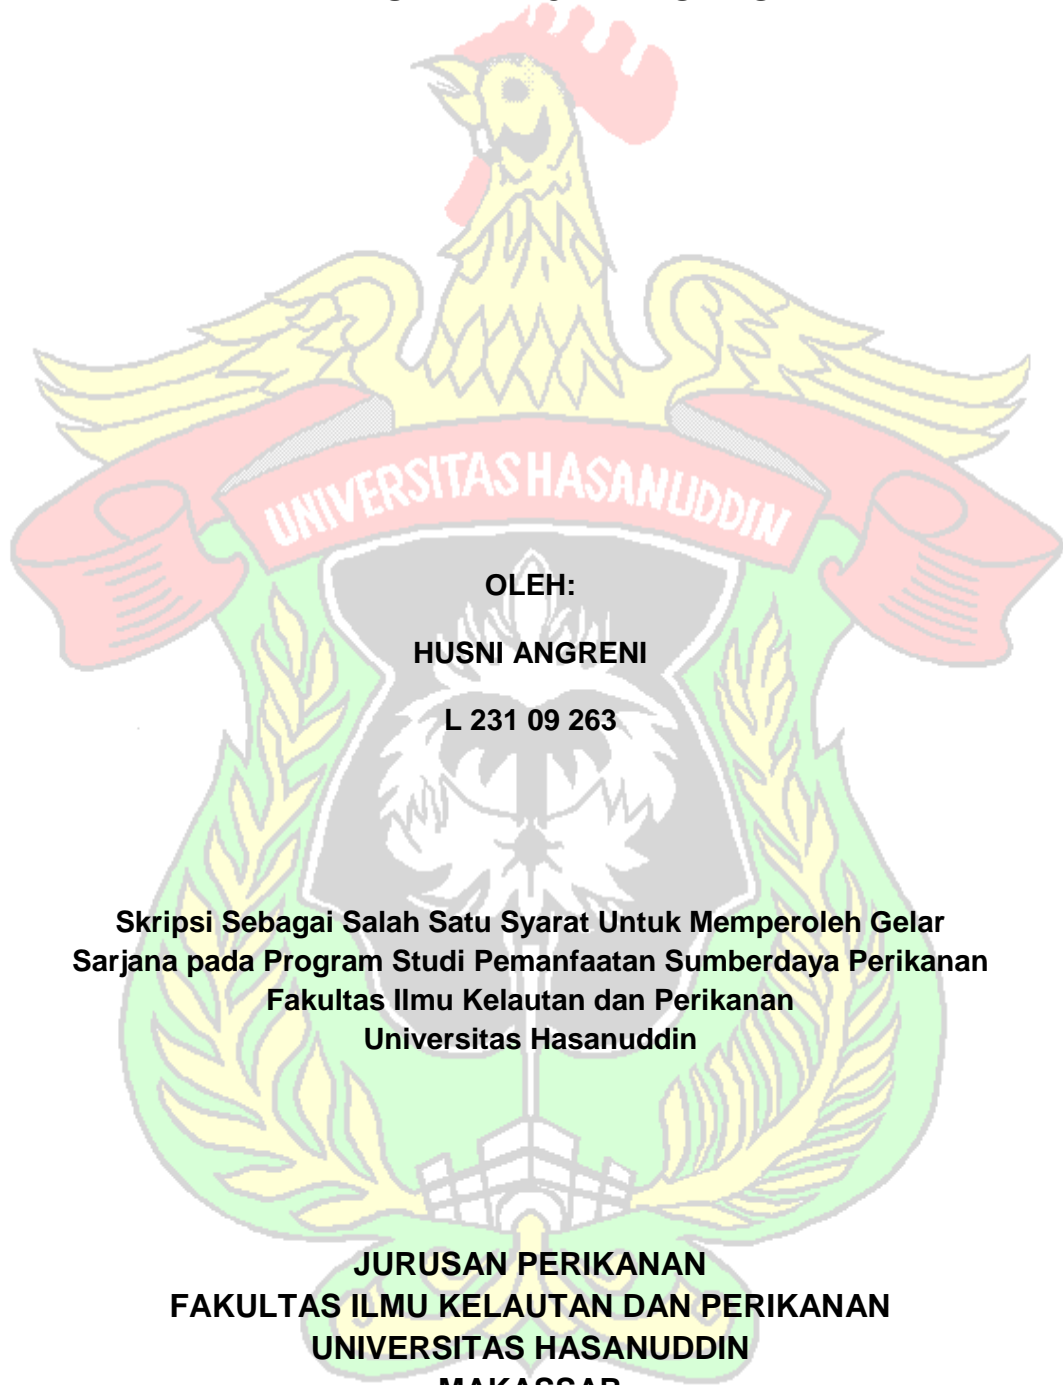 UNIVERSITAS HASANUDDIN
OLEH:
HUSNI ANGRENI
L 231 09 263
Skripsi Sebagai Salah Satu Syarat Untuk Memperoleh Gelar
Sarjana pada Program Studi Pemanfaatan Sumberdaya Perikanan
Fakultas Ilmu Kelautan dan Perikanan
Universitas Hasanuddin
JURUSAN PERIKANAN
FAKULTAS ILMU KELAUTAN DAN PERIKANAN
UNIVERSITAS HASANUDDIN
MAKASSAR